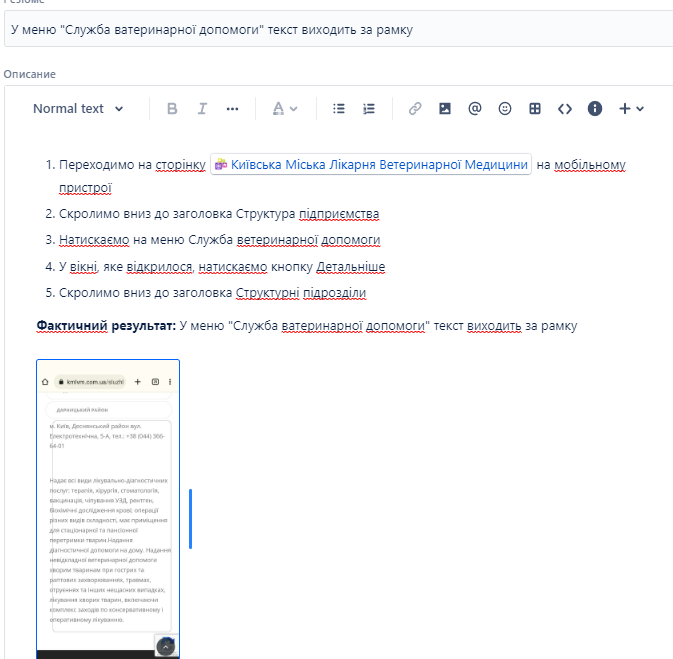 Резюме
У меню "Служба ватеринарної допомоги" текст виходить за рамку
Описание
Normal text
1. Переходимо на сторінку Київська Міська Лікарня Ветеринарної Медицини на мобільному
пристрої
2. Скролимо вниз до заголовка Структура підприємства
3. Натискаємо на меню Служба ветеринарної допомоги
4. У вікні, яке відкрилося, натискаємо кнопку Детальніше
5. Скролимо вниз до заголовка Структурні підрозділи
Фактичний результат: У меню "Служба ватеринарної допомоги" текст виходить за рамку
kmlvm.com.ua/sluzhl
ДАРНИЦЬКИЙ РАЙОН
м. Київ, Деснянський район вул.
Електротехнічна, 5-А, тел.: +38 (044) 366-
64-01
Надає всі види лікувально-діагностичних
послуг: терапія, хірургія, стоматологія,
вакцинація, чіпування УЗД, рентген,
біохімічні дослідження крові; операції
різних видів складності, має приміщення
для стаціонарної та пансіонної
перетримки тварин.Надання
діагностичної допомоги на дому. Надання
невідкладної ветеринарної допомоги
хворим тваринам при гострих та
раптових захворюваннях, травмах,
отруєннях та інших нещасних випадках,
лікування хворих тварин, включаючи
комплекс заходів по консервативному і
оперативному лікуванню.